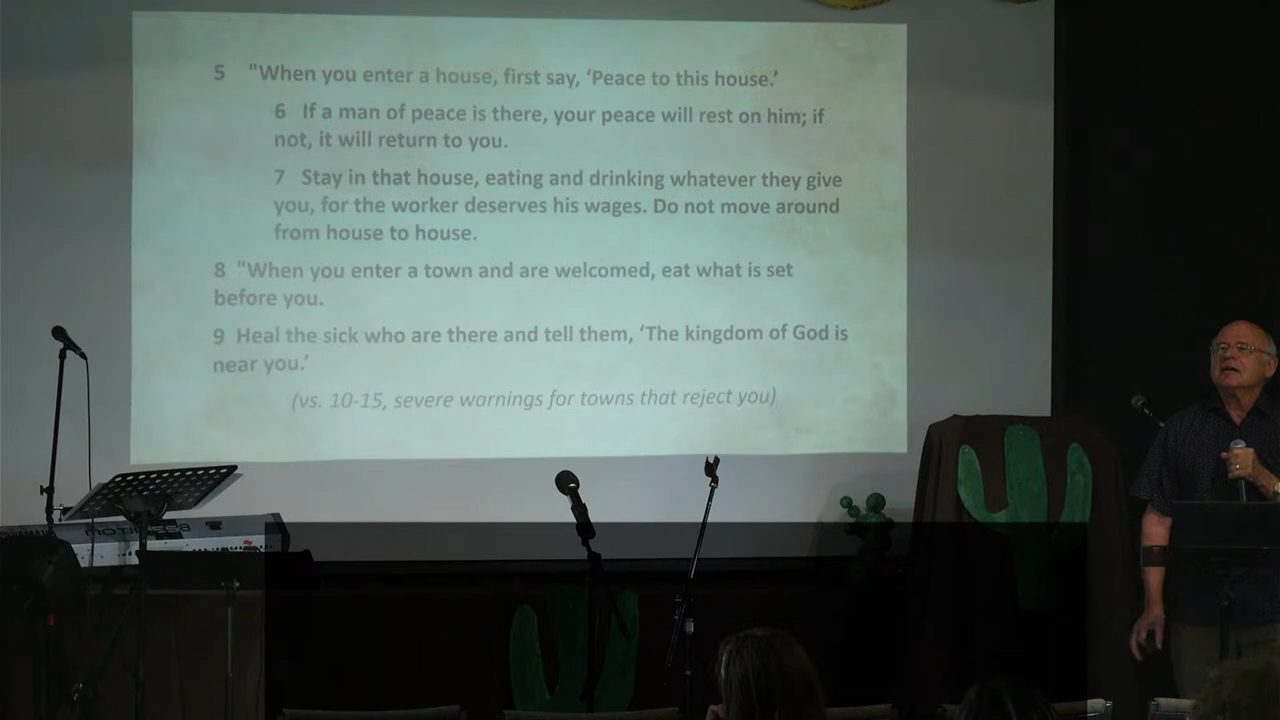 5 "When you enter a house, first say, ‘Peace to this house.’
6 If a man of peace is there, your peace will rest on him; if
not, it will return to you.
7 Stay in that house, eating and drinking whatever they give
you, for the worker deserves his wages. Do not move around
from house to house.
8 "When you enter a town and are welcomed, eat what is set
before you.
9 Heal the sick who are there and tell them, ‘The kingdom of God is
near you.’
(vs. 10-15, severe warnings for towns that reject you)